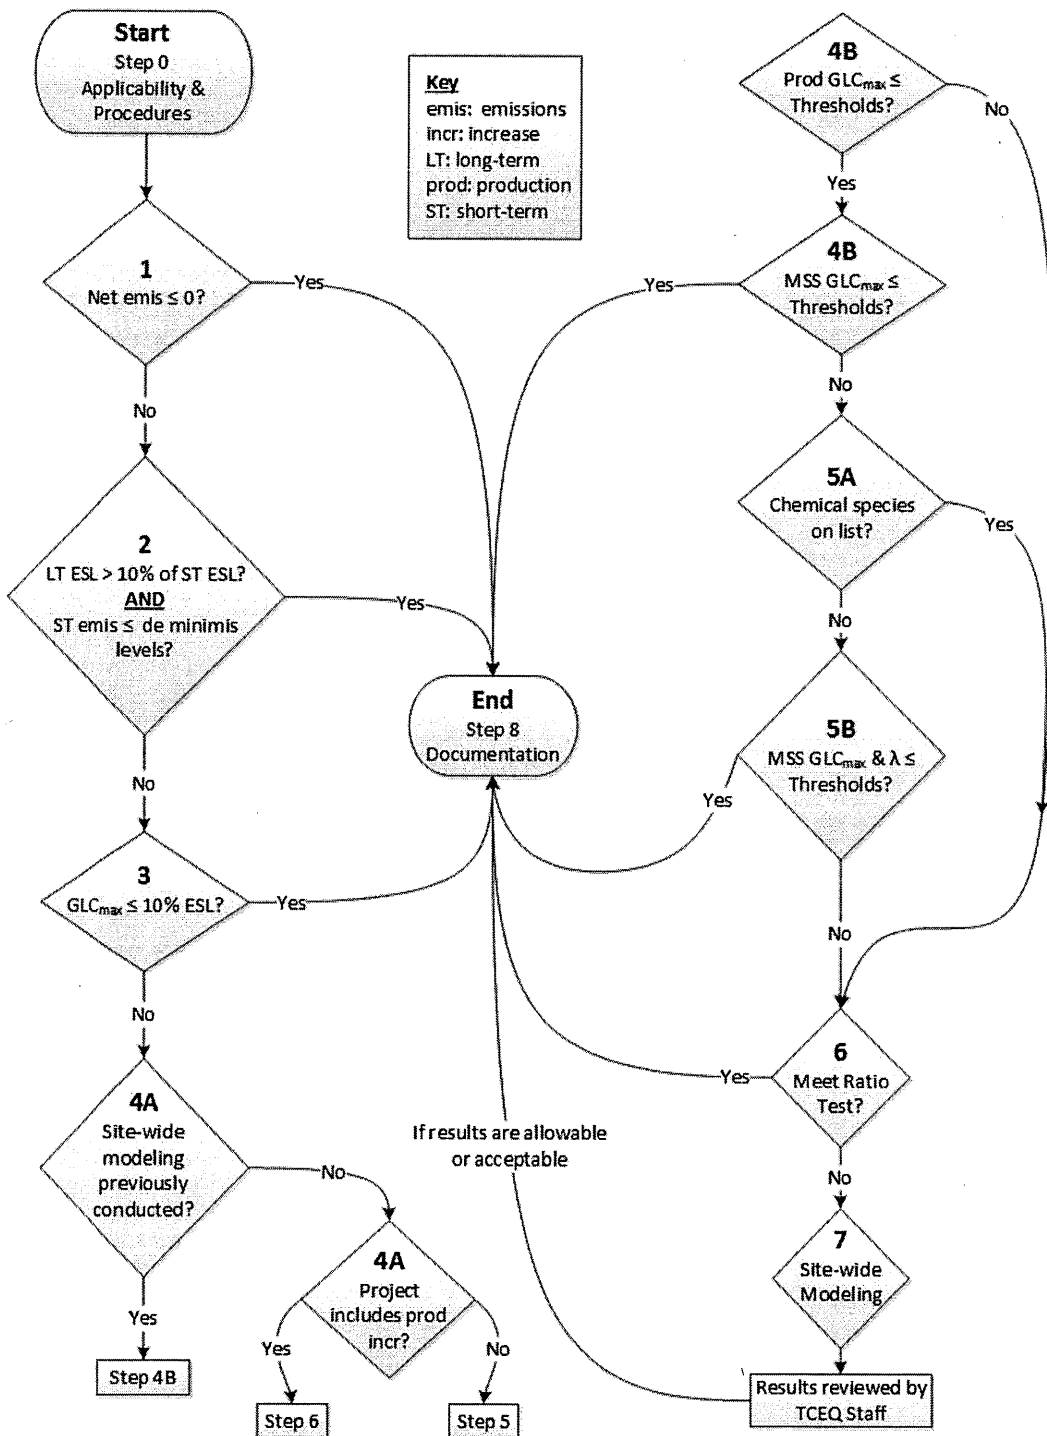 Start
Step 0
Applicability &
Procedures
Key
emis: emissions
incr: increase
LT: long-term
prod: production
ST: short-term
1
Net emis ≤ 0?
Yes
No
2
LT ESL > 10% of ST ESL?
AND
ST emis ≤ de minimis
levels?
Yes
No
3
GLCmax ≤ 10% ESL?
Yes
No
4A
Site-wide
modeling
previously
conducted?
No
Yes
Step 4B
4A
Project
includes prod
incr?
Yes
No
Step 6
Step 5
End
Step 8
Documentation
If results are allowable
or acceptable
4B
Prod GLCmax ≤
Thresholds?
No
Yes
4B
MSS GLCmax ≤
Thresholds?
Yes
No
5A
Chemical species
on list?
Yes
No
5B
MSS GLCmax & λ ≤
Thresholds?
Yes
No
6
Meet Ratio
Test?
Yes
No
7
Site-wide
Modeling
Results reviewed by
TCEQ Staff